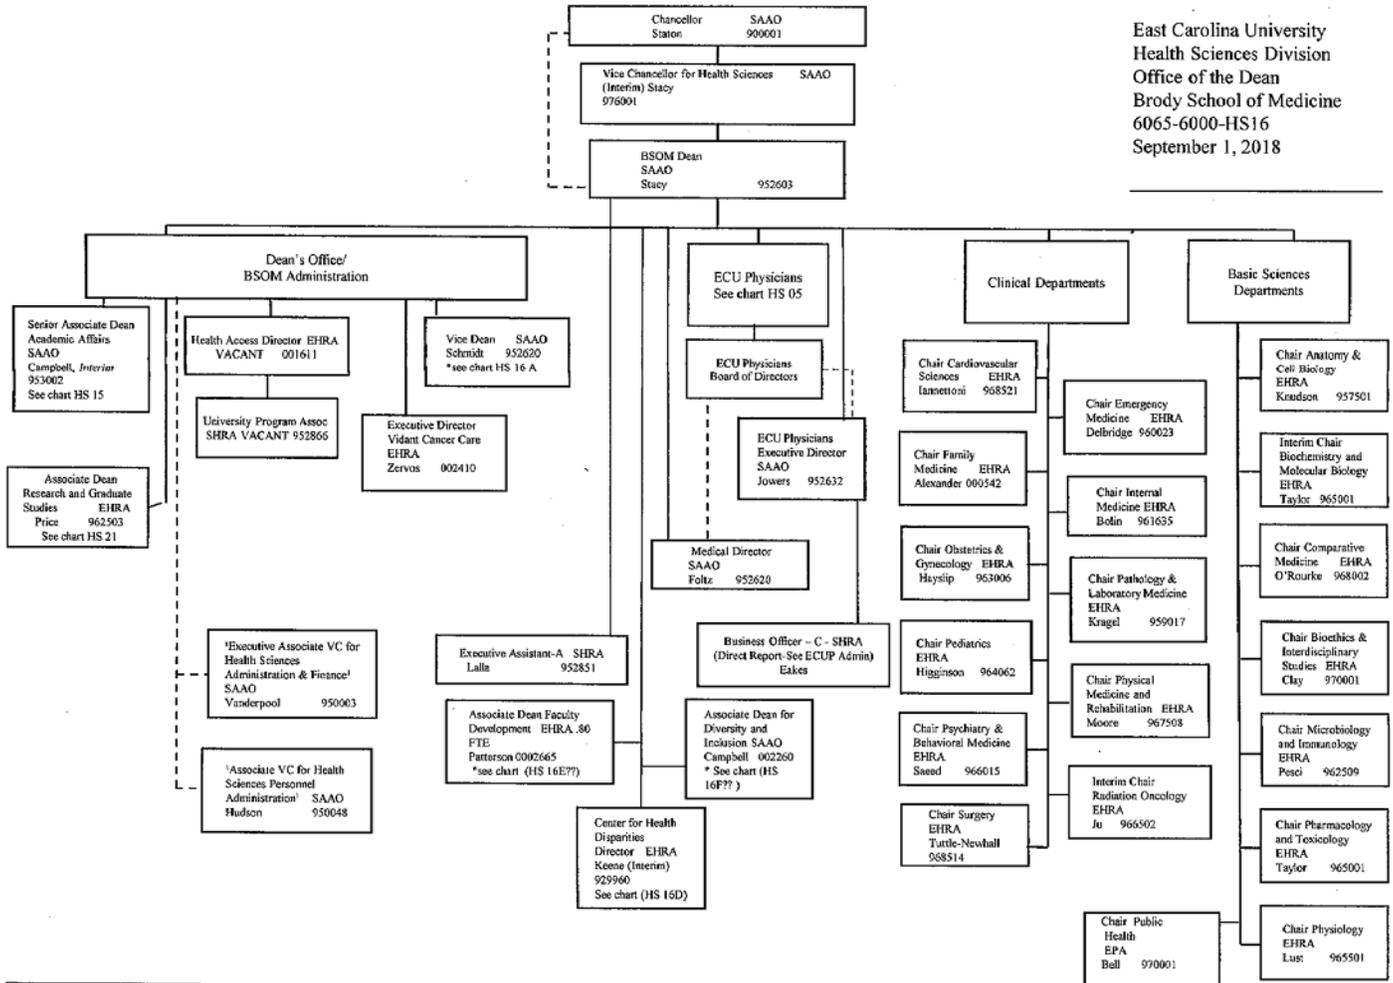 Chancellor SAAO
Staton 900001
East Carolina University
Health Sciences Division
Office of the Dean
Brody School of Medicine
6065-6000-HS16
September 1, 2018
Vice Chancellor for Health Sciences SAAO
(Interim) Stacy
976001
BSOM Dean
SAAO
Stacy 952603
Dean's Office/
BSOM Administration
ECU Physicians
See chart HS 05
Clinical Departments
Basic Sciences
Departments
Senior Associate Dean
Academic Affairs
SAAO
Campbell, Interim
953002
See chart HS 15
Health Access Director EHRA
VACANT 001611
Vice Dean SAAO
Schmidt 952620
*see chart HS 16 A
University Program Assoc
SHRA VACANT 952866
Executive Director
Vidant Cancer Care
EHRA
Zervos 002410
Associate Dean
Research and Graduate
Studies EHRA
Price 962503
See chart HS 21
ECU Physicians
Board of Directors
ECU Physicians
Executive Director
SAAO
Jowers 952632
Medical Director
SAAO
Foltz 952620
¹Executive Associate VC for
Health Sciences
Administration & Finance¹
SAAO
Vanderpool 950003
¹Associate VC for Health
Sciences Personnel
Administration¹ SAAO
Hudson 950048
Executive Assistant-A SHRA
Lalla 952851
Business Officer – C - SHRA
(Direct Report-See ECUP Admin)
Eakes
Associate Dean Faculty
Development EHRA .80
FTE
Patterson 0002665
*see chart (HS 16E??)
Associate Dean for
Diversity and
Inclusion SAAO
Campbell 002260
* See chart (HS
16F?? )
Center for Health
Disparities
Director EHRA
Keene (Interim)
929960
See chart (HS 16D)
Chair Cardiovascular
Sciences EHRA
Iannettoni 968521
Chair Emergency
Medicine EHRA
Delbridge 960023
Chair Family
Medicine EHRA
Alexander 000542
Chair Internal
Medicine EHRA
Bolin 961635
Chair Obstetrics &
Gynecology EHRA
Hayslip 963006
Chair Pathology &
Laboratory Medicine
EHRA
Kragel 959017
Chair Pediatrics
EHRA
Higginson 964062
Chair Physical
Medicine and
Rehabilitation EHRA
Moore 967508
Chair Psychiatry &
Behavioral Medicine
EHRA
Saeed 966015
Interim Chair
Radiation Oncology
EHRA
Ju 966502
Chair Surgery
EHRA
Tuttle-Newhall
968514
Chair Anatomy &
Cell Biology
EHRA
Knudson 957501
Interim Chair
Biochemistry and
Molecular Biology
EHRA
Taylor 965001
Chair Comparative
Medicine EHRA
O'Rourke 968002
Chair Bioethics &
Interdisciplinary
Studies EHRA
Clay 970001
Chair Microbiology
and Immunology
EHRA
Pesci 962509
Chair Pharmacology
and Toxicology
EHRA
Taylor 965001
Chair Public
Health
EPA
Bell 970001
Chair Physiology
EHRA
Lust 965501